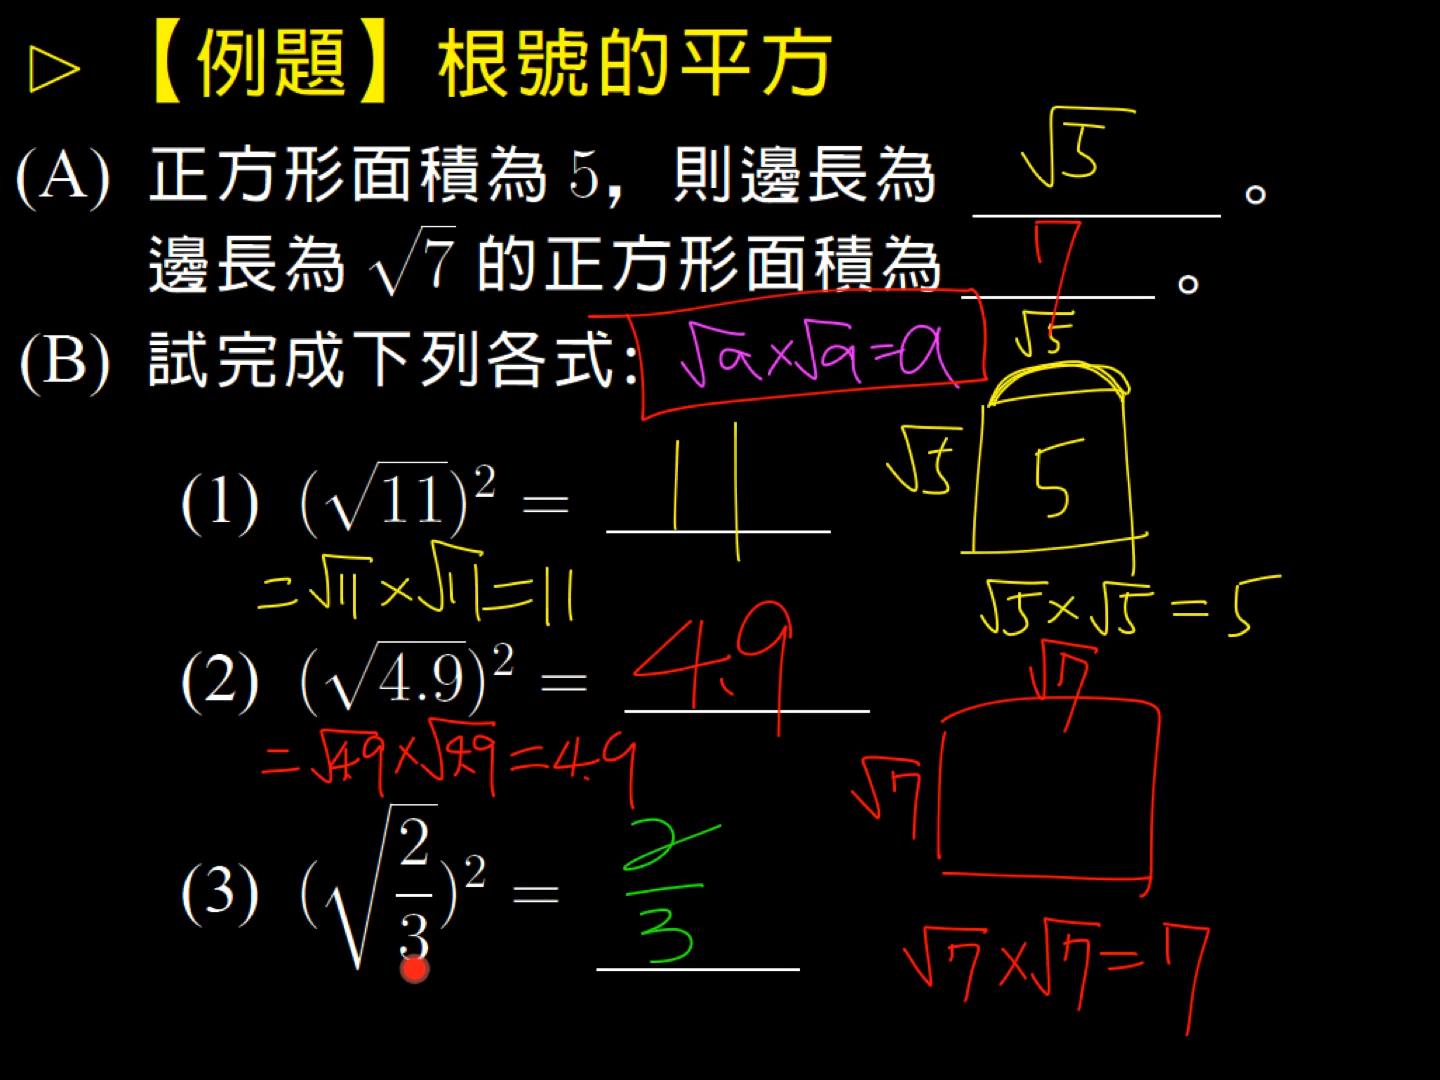 ▷ 【例題】根號的平方
(A) 正方形面積為 5，則邊長為 √5 。
邊長為 √7 的正方形面積為 7 。
(B) 試完成下列各式: √a×√a=a
√5
√5
5
(1) (√11)² = 11
=√11×√11=11
√5×√5=5
(2) (√4.9)² = 4.9
=√4.9×√4.9=4.9
√7
√7
(3) (√2/3)² = 2/3
√7×√7=7